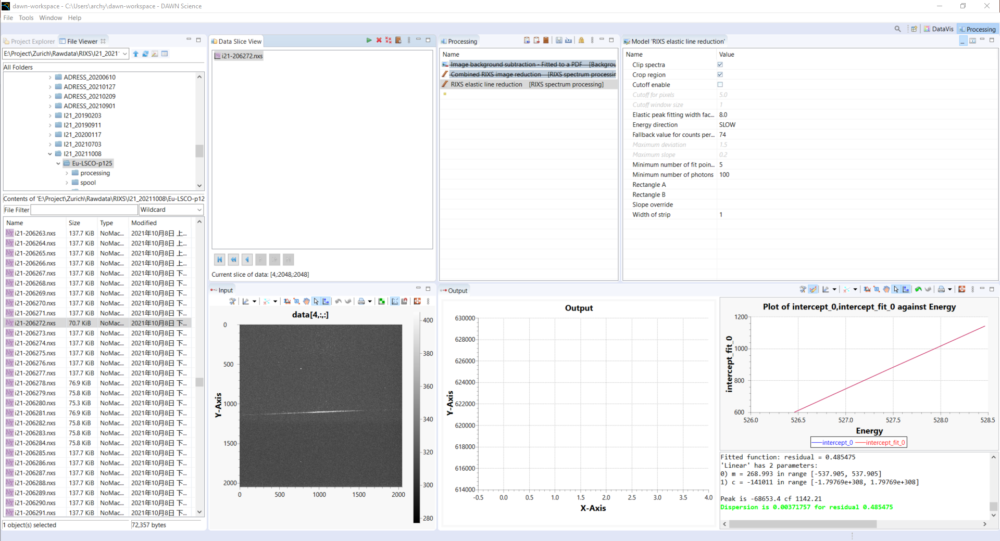 dawn-workspace - C:\Users\archy\dawn-workspace - DAWN Science
File Tools Window Help
DataVis Processing
Project Explorer File Viewer
E:\Project\Zurich\Rawdata\RIXS\I21_2021
All Folders
ADRESS_20200610
ADRESS_20210127
ADRESS_20210209
ADRESS_20210901
I21_20190203
I21_20190911
I21_20200117
I21_20210703
I21_20211008
Eu-LSCO-p125
processing
spool
Contents of 'E:\Project\Zurich\Rawdata\RIXS\I21_20211008\Eu-LSCO-p12
File Filter Wildcard
Name Size Type Modified
i21-206263.nxs 137.7 KiB NoMac... 2021年10月8日 上...
i21-206264.nxs 137.7 KiB NoMac... 2021年10月8日 上...
i21-206265.nxs 137.7 KiB NoMac... 2021年10月8日 上...
i21-206266.nxs 137.7 KiB NoMac... 2021年10月8日 上...
i21-206267.nxs 137.7 KiB NoMac... 2021年10月8日 下...
i21-206268.nxs 137.7 KiB NoMac... 2021年10月8日 下...
i21-206269.nxs 137.7 KiB NoMac... 2021年10月8日 下...
i21-206270.nxs 137.7 KiB NoMac... 2021年10月8日 下...
i21-206271.nxs 137.7 KiB NoMac... 2021年10月8日 下...
i21-206272.nxs 70.7 KiB NoMac... 2021年10月8日 下...
i21-206273.nxs 137.7 KiB NoMac... 2021年10月8日 下...
i21-206274.nxs 137.7 KiB NoMac... 2021年10月8日 下...
i21-206275.nxs 137.7 KiB NoMac... 2021年10月8日 下...
i21-206276.nxs 137.7 KiB NoMac... 2021年10月8日 下...
i21-206277.nxs 137.7 KiB NoMac... 2021年10月8日 下...
i21-206278.nxs 76.9 KiB NoMac... 2021年10月8日 下...
i21-206279.nxs 75.8 KiB NoMac... 2021年10月8日 下...
i21-206280.nxs 75.3 KiB NoMac... 2021年10月8日 下...
i21-206281.nxs 76.9 KiB NoMac... 2021年10月8日 下...
i21-206282.nxs 75.8 KiB NoMac... 2021年10月8日 下...
i21-206283.nxs 75.8 KiB NoMac... 2021年10月8日 下...
i21-206284.nxs 75.8 KiB NoMac... 2021年10月8日 下...
i21-206285.nxs 137.7 KiB NoMac... 2021年10月8日 下...
i21-206286.nxs 137.7 KiB NoMac... 2021年10月8日 下...
i21-206287.nxs 137.7 KiB NoMac... 2021年10月8日 下...
i21-206288.nxs 137.7 KiB NoMac... 2021年10月8日 下...
i21-206289.nxs 137.7 KiB NoMac... 2021年10月8日 下...
i21-206290.nxs 137.7 KiB NoMac... 2021年10月8日 下...
i21-206291.nxs 137.7 KiB NoMac... 2021年10月8日 下...
1 object(s) selected 72,357 bytes
Data Slice View
i21-206272.nxs
Current slice of data: [4,:2048,:2048]
Processing
Name
Image background subtraction - Fitted to a PDF [Backgrou
Combined RIXS image reduction [RIXS spectrum processin
RIXS elastic line reduction [RIXS spectrum processing]
Model 'RIXS elastic line reduction'
Name Value
Clip spectra
Crop region
Cutoff enable
Cutoff for pixels 5.0
Cutoff window size 1
Elastic peak fitting width fac... 8.0
Energy direction SLOW
Fallback value for counts per... 74
Maximum deviation 1.5
Maximum slope 0.2
Minimum number of fit poin... 5
Minimum number of photons 100
Rectangle A
Rectangle B
Slope override
Width of strip 1
Input
data[4,:,:]
Y-Axis
0
500
1000
1500
2000
0 500 1000 1500 2000
400
380
360
340
320
300
280
Output
Output
Y-Axis
630000
628000
626000
624000
622000
620000
618000
616000
614000
-0.5 0.0 0.5 1.0 1.5 2.0 2.5 3.0 3.5 4.0
X-Axis
Plot of intercept_0,intercept_fit_0 against Energy
intercept_fit_0
1200
1000
800
600
526.0 526.5 527.0 527.5 528.0 528.5
Energy
intercept_0 intercept_fit_0
Fitted function: residual = 0.485475
'Linear' has 2 parameters:
0) m = 268.993 in range [-537.905, 537.905]
1) c = -141011 in range [-1.79769e+308, 1.79769e+308]
Peak is -68653.4 cf 1142.21
Dispersion is 0.00371757 for residual 0.485475